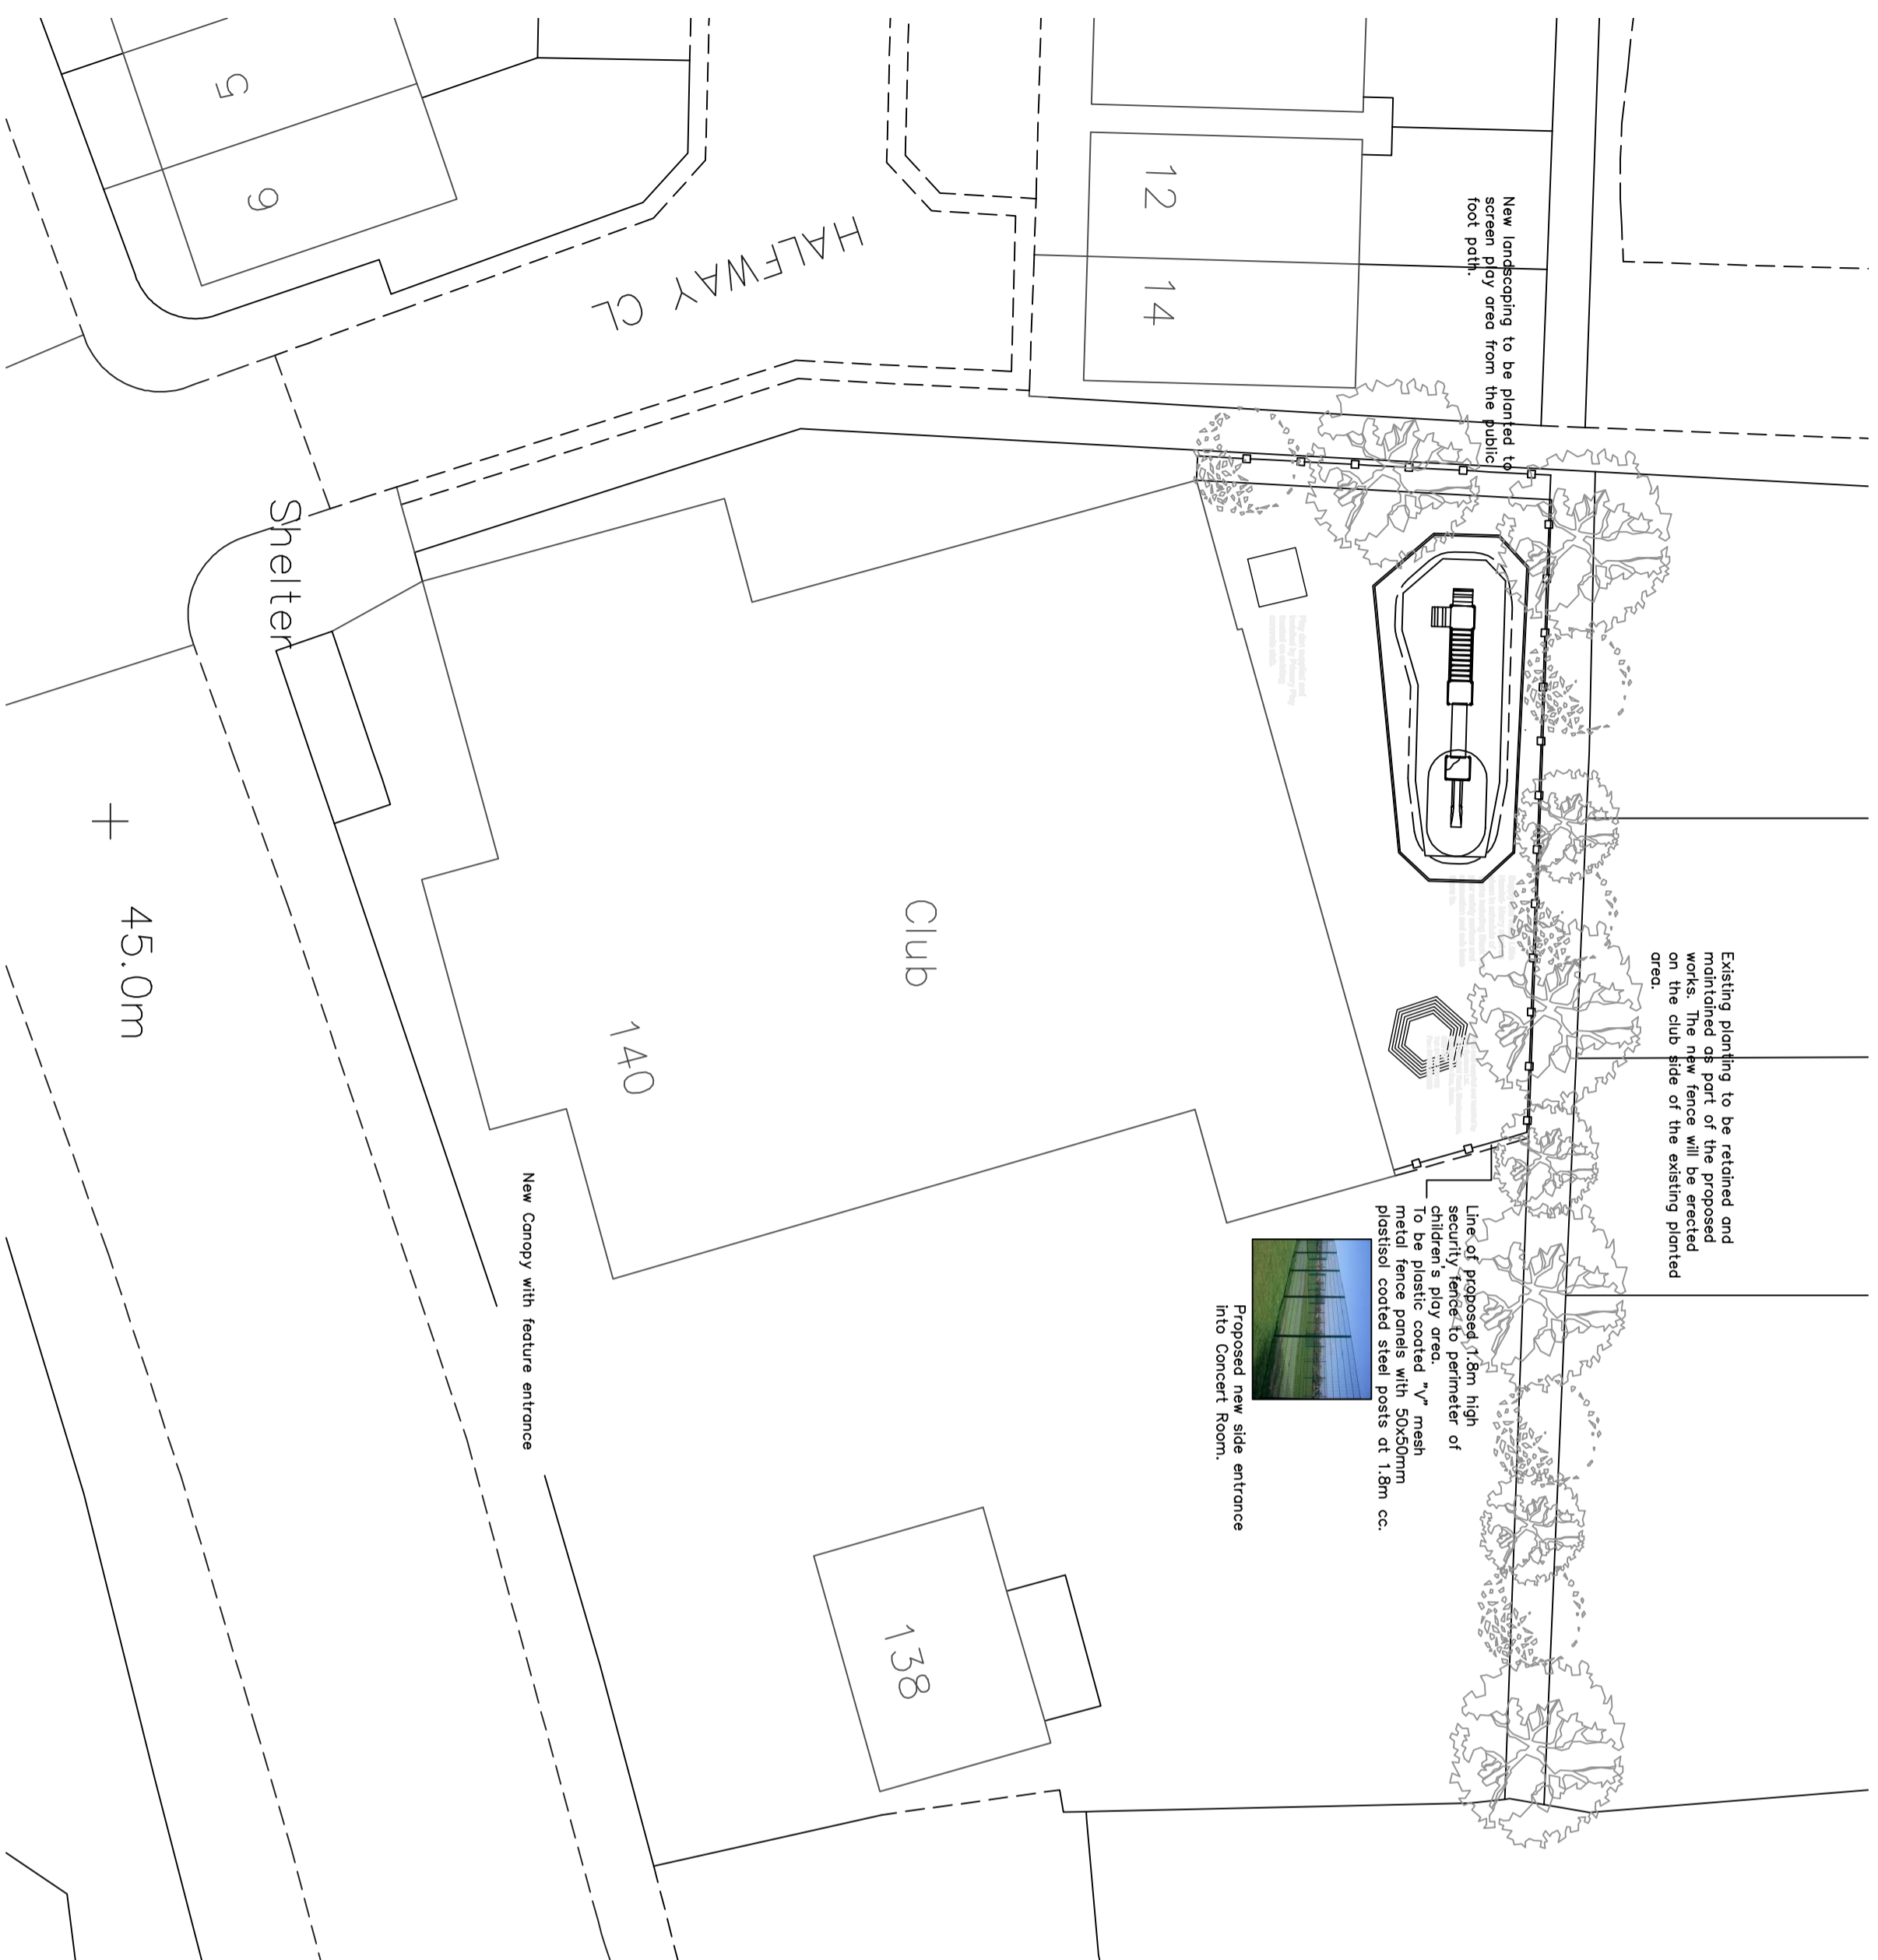 5
9
HALFWAY CL
12
14
New landscaping to be planted to
screen play area from the public
foot path.
Shelter
45.0m
Club
140
Existing planting to be retained and
maintained as part of the proposed
works. The new fence will be erected
on the club side of the existing planted
area.
Line of proposed 1.8m high
security fence to perimeter of
children's play area.
To be plastic coated "V" mesh
metal fence panels with 50x50mm
plastisol coated steel posts at 1.8m cc.
Proposed new side entrance
into Concert Room.
New Canopy with feature entrance
138